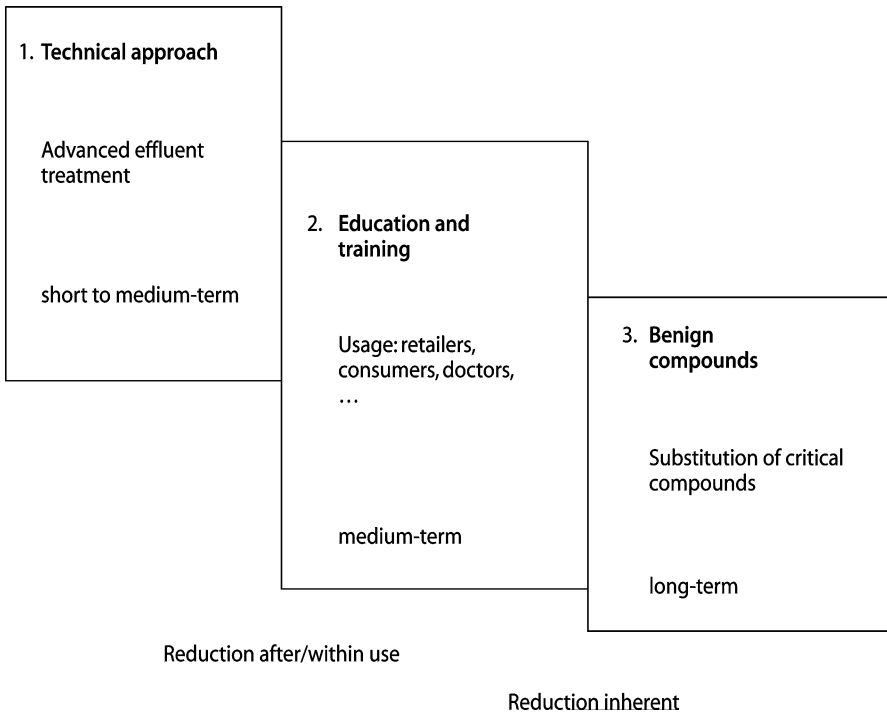 1. Technical approach
Advanced effluent
treatment
short to medium-term
2. Education and
training
Usage: retailers,
consumers, doctors,
...
medium-term
3. Benign
compounds
Substitution of critical
compounds
long-term
Reduction after/within use
Reduction inherent